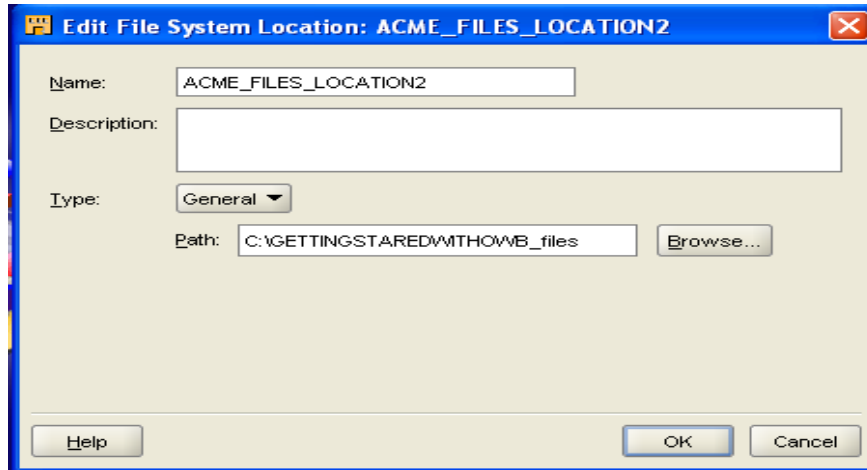 Edit File System Location: ACME_FILES_LOCATION2
Name: ACME_FILES_LOCATION2
Description:
Type: General
Path: C:\GETTINGSTAREDWITHOWB_files Browse...
Help OK Cancel